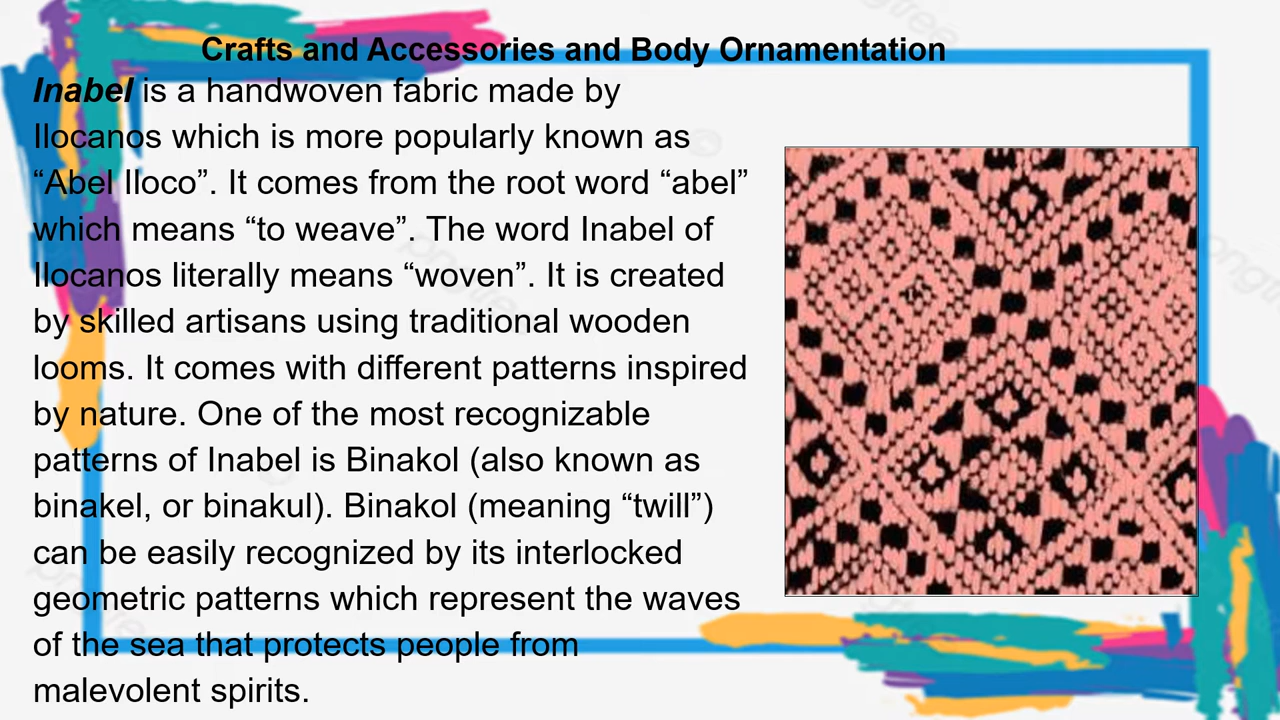 Crafts and Accessories and Body Ornamentation
Inabel is a handwoven fabric made by
Ilocanos which is more popularly known as
“Abel Iloco”. It comes from the root word “abel”
which means “to weave”. The word Inabel of
Ilocanos literally means “woven”. It is created
by skilled artisans using traditional wooden
looms. It comes with different patterns inspired
by nature. One of the most recognizable
patterns of Inabel is Binakol (also known as
binakel, or binakul). Binakol (meaning “twill”)
can be easily recognized by its interlocked
geometric patterns which represent the waves
of the sea that protects people from
malevolent spirits.